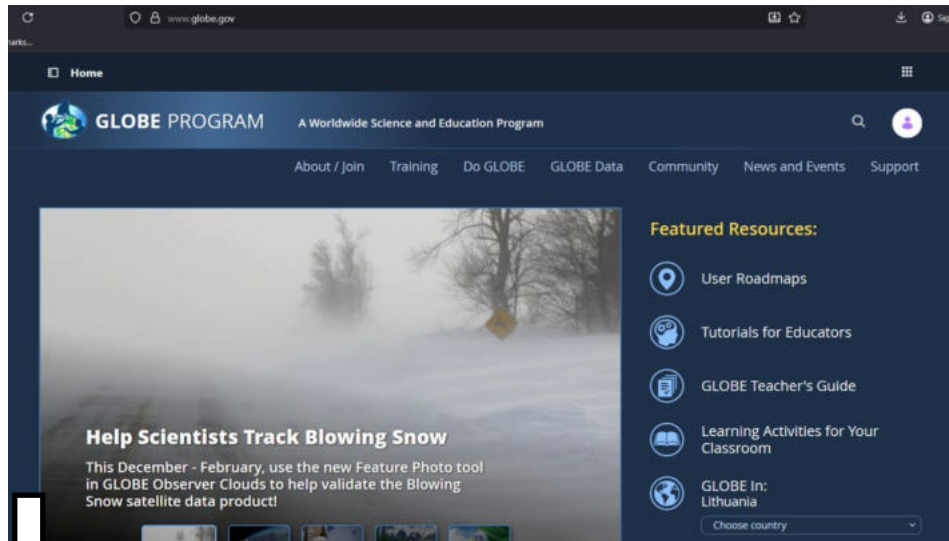 www.globe.gov
Home
GLOBE PROGRAM
A Worldwide Science and Education Program
About / Join Training Do GLOBE GLOBE Data Community News and Events Support
Help Scientists Track Blowing Snow
This December - February, use the new Feature Photo tool
in GLOBE Observer Clouds to help validate the Blowing
Snow satellite data product!
Featured Resources:
User Roadmaps
Tutorials for Educators
GLOBE Teacher's Guide
Learning Activities for Your
Classroom
GLOBE In:
Lithuania
Choose country